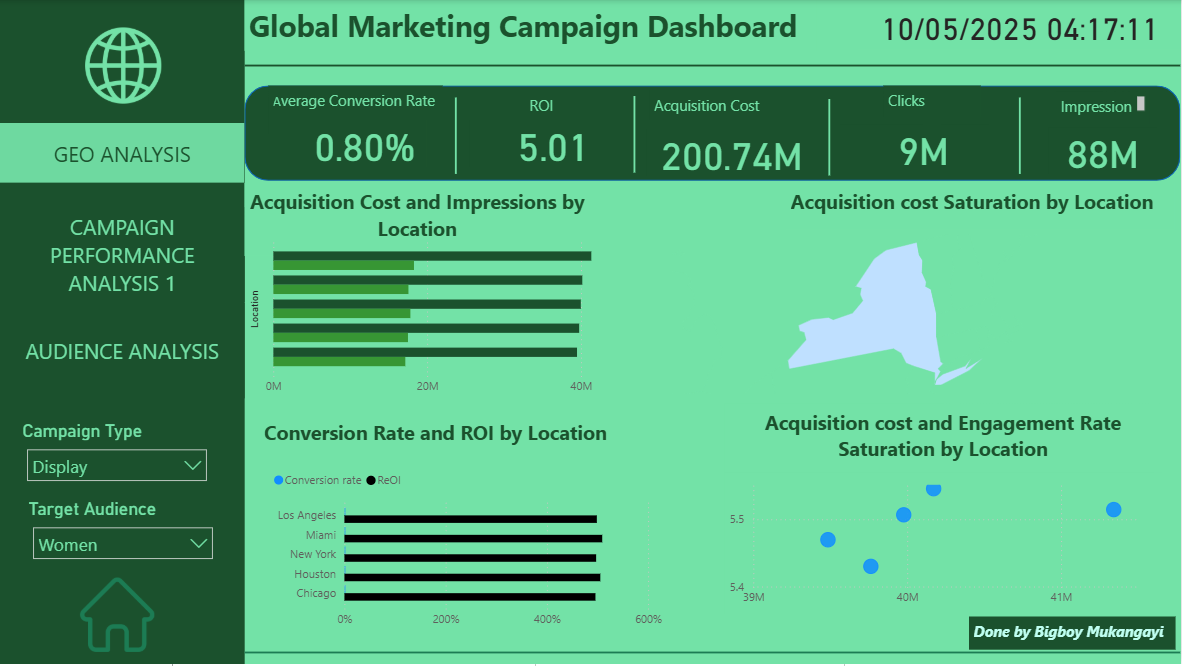 Global Marketing Campaign Dashboard
10/05/2025 04:17:11
GEO ANALYSIS
CAMPAIGN
PERFORMANCE
ANALYSIS 1
AUDIENCE ANALYSIS
Campaign Type
Display
Target Audience
Women
Average Conversion Rate
0.80%
ROI
5.01
Acquisition Cost
200.74M
Clicks
9M
Impression
88M
Acquisition Cost and Impressions by
Location
Location
0M
20M
40M
Acquisition cost Saturation by Location
Conversion Rate and ROI by Location
Conversion rate
ReOI
Los Angeles
Miami
New York
Houston
Chicago
0%
200%
400%
600%
Acquisition cost and Engagement Rate
Saturation by Location
5.5
5.4
39M
40M
41M
Done by Bigboy Mukangayi